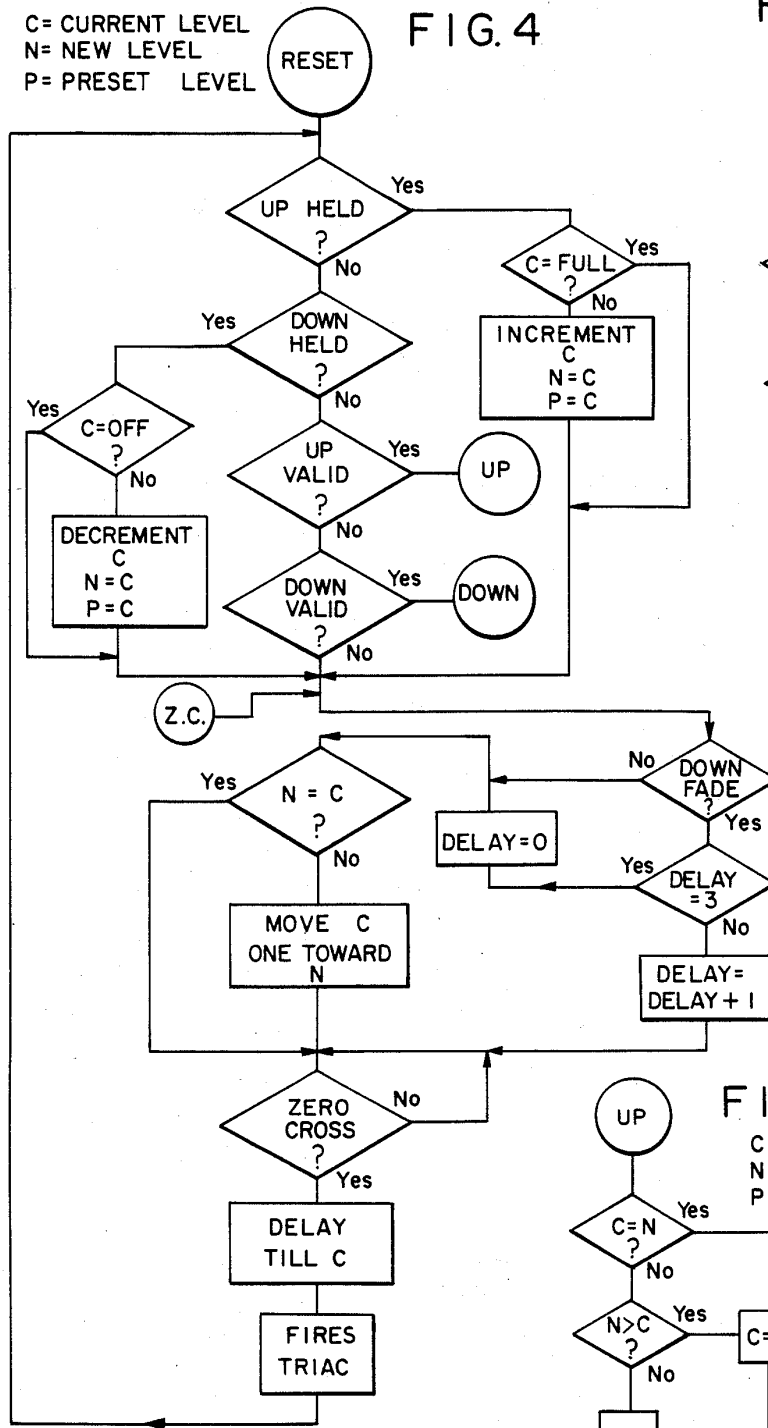 C= CURRENT LEVEL
N= NEW LEVEL
P= PRESET LEVEL
FIG. 4
RESET
UP HELD
?
Yes
No
C= FULL
?
Yes
No
INCREMENT
C
N=C
P=C
DOWN
HELD
?
Yes
No
C=OFF
?
Yes
No
DECREMENT
C
N=C
P=C
UP
VALID
?
Yes
No
UP
DOWN
VALID
?
Yes
No
DOWN
Z.C.
DOWN
FADE
?
No
Yes
N = C
?
Yes
No
DELAY=0
DELAY
=3
Yes
No
MOVE C
ONE TOWARD
N
DELAY=
DELAY+1
ZERO
CROSS
?
No
Yes
DELAY
TILL C
FIRES
TRIAC
UP
C
N
P
C=N
?
Yes
No
N>C
?
Yes
No
C=